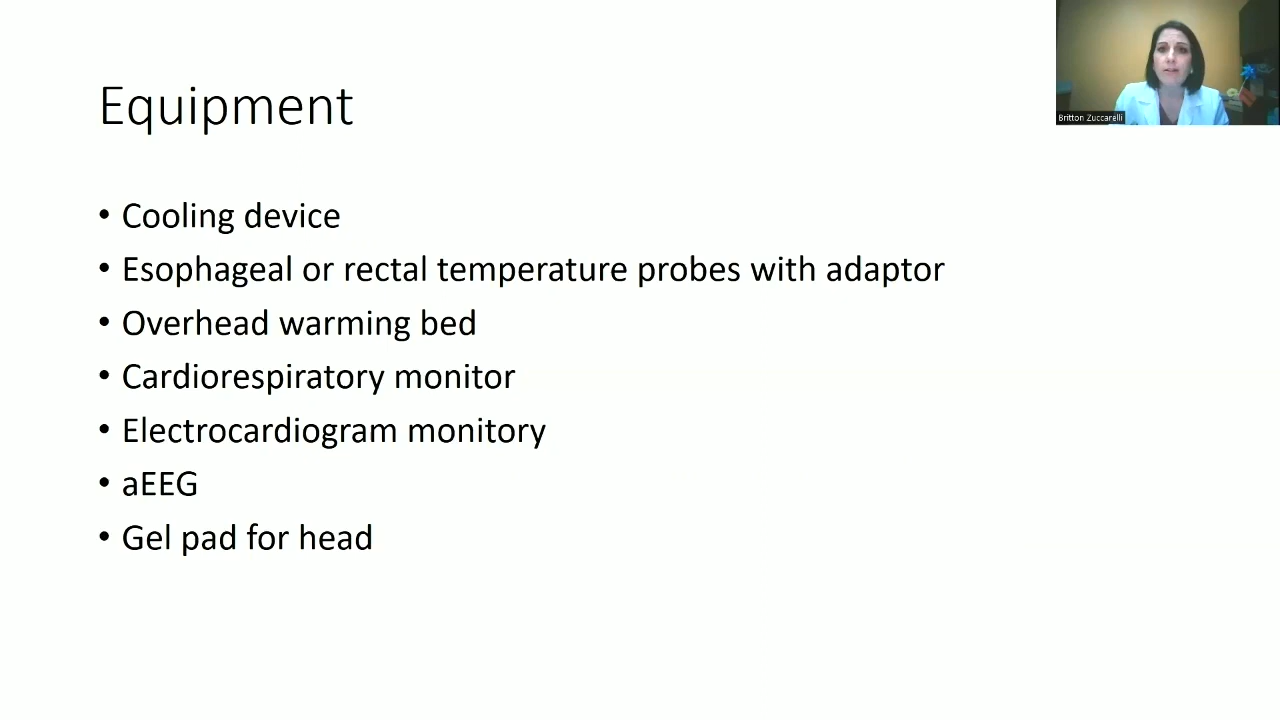 Equipment
• Cooling device
• Esophageal or rectal temperature probes with adaptor
• Overhead warming bed
• Cardiorespiratory monitor
• Electrocardiogram monitory
• aEEG
• Gel pad for head
Britton Zuccarelli